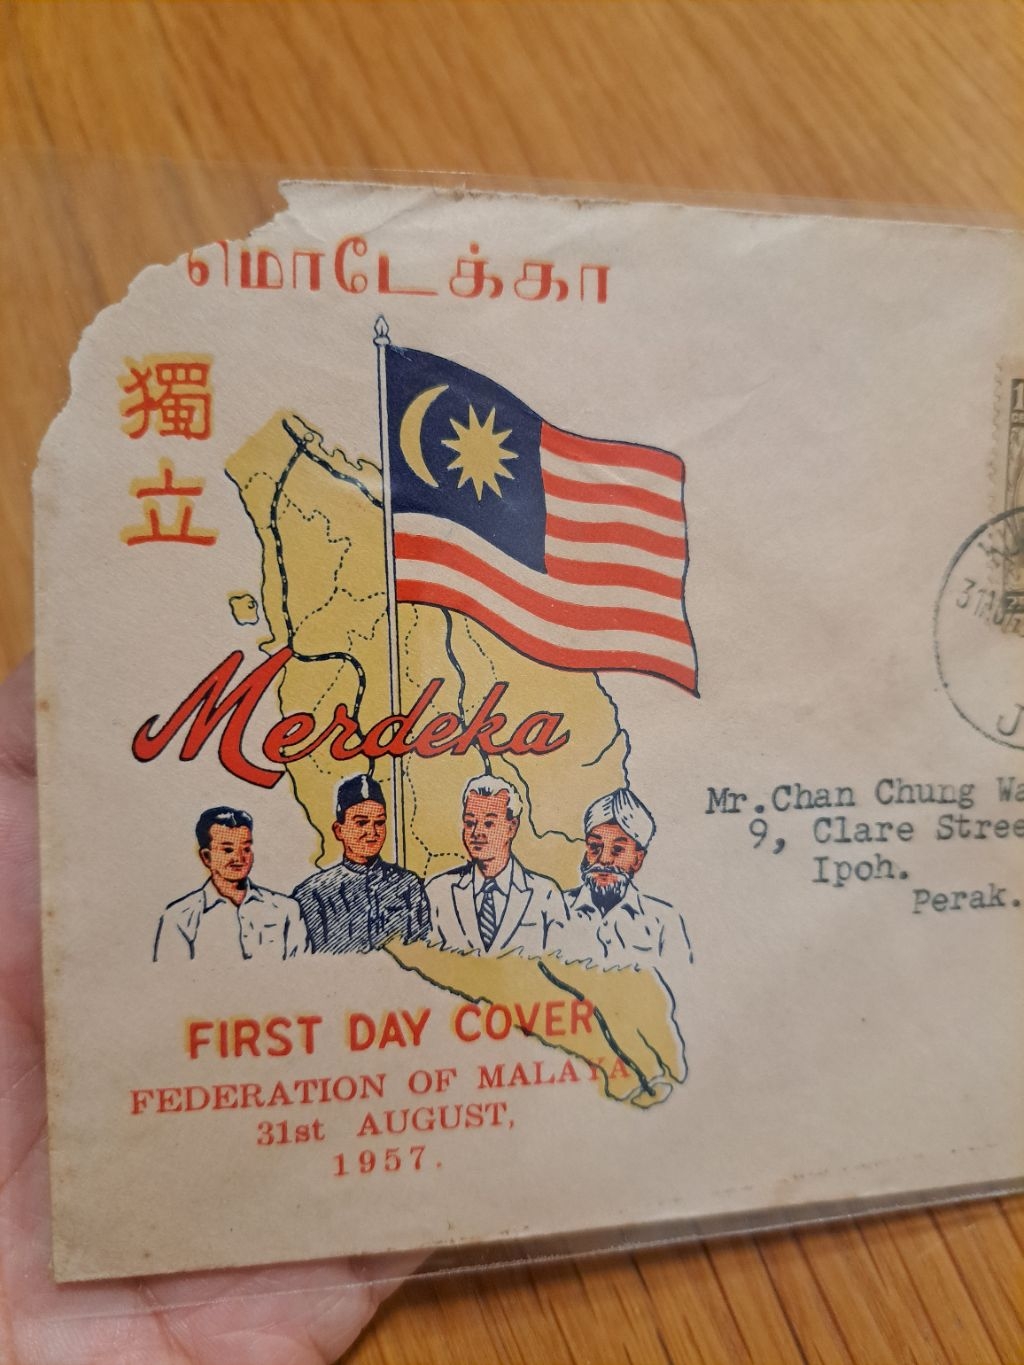 மொடேக்கா
獨
立
Merdeka
Mr.Chan Chung
9, Clare
Ipoh.
Perak.
FIRST DAY COVER
FEDERATION OF MALAYA
31st AUGUST,
1957.